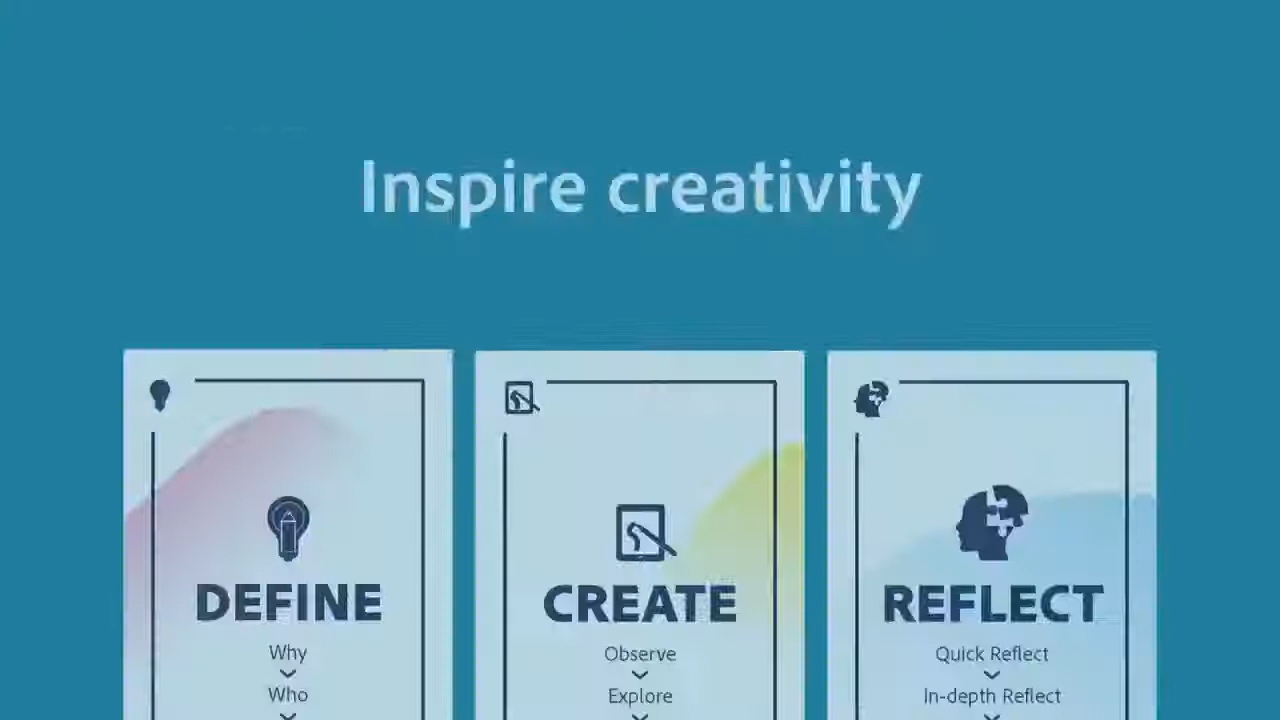 Inspire creativity
DEFINE
Why
Who
CREATE
Observe
Explore
REFLECT
Quick Reflect
In-depth Reflect